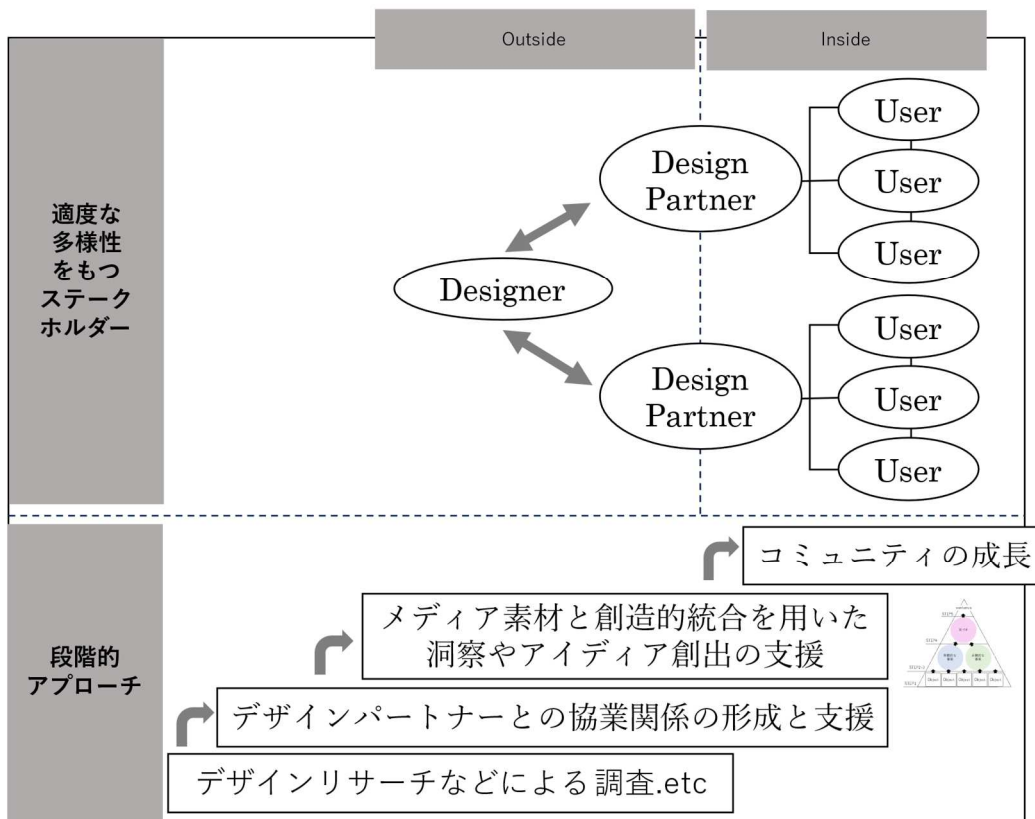 Outside
Inside
適度な
多様性
をもつ
ステーク
ホルダー
Designer
Design
Partner
User
User
User
Design
Partner
User
User
User
段階的
アプローチ
コミュニティの成長
メディア素材と創造的統合を用いた
洞察やアイディア創出の支援
デザインパートナーとの協業関係の形成と支援
デザインリサーチなどによる調査.etc